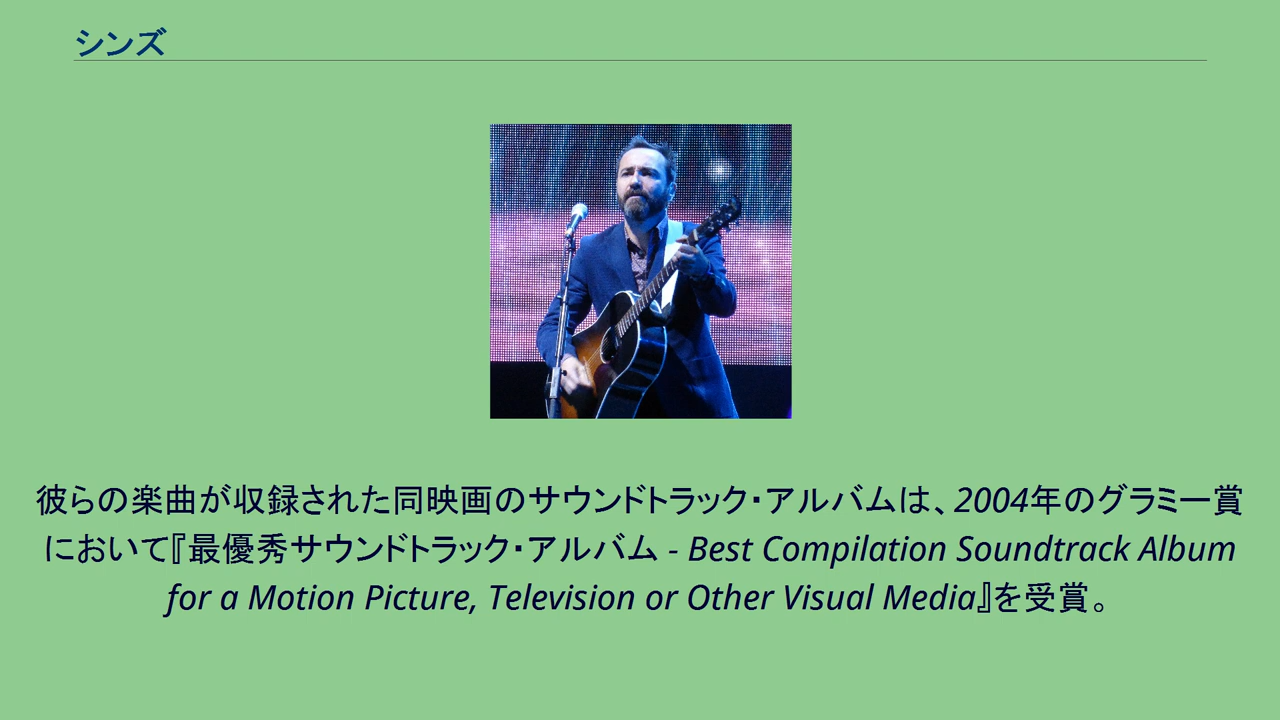 シンズ
彼らの楽曲が収録された同映画のサウンドトラック・アルバムは、2004年のグラミー賞
において『最優秀サウンドトラック・アルバム - Best Compilation Soundtrack Album
for a Motion Picture, Television or Other Visual Media』を受賞。